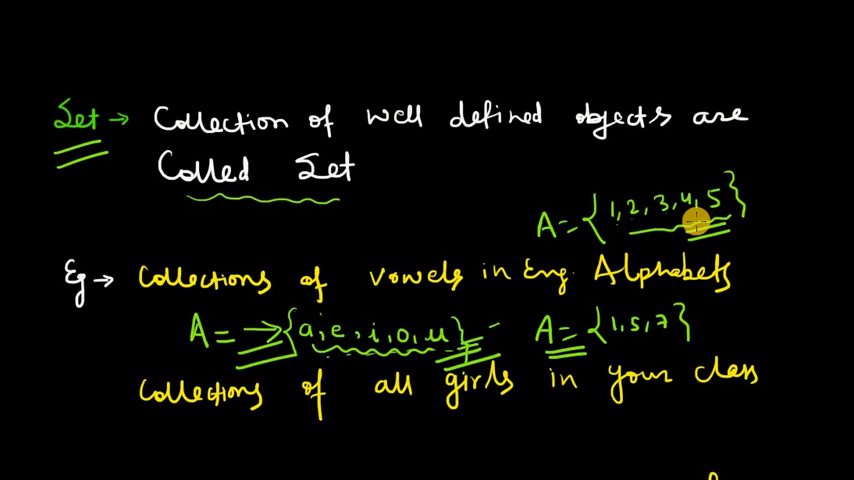 Set → Collection of well defined objects are
Called Set
A = {1, 2, 3, 4, 5}
Eg → Collections of vowels in Eng. Alphabets
A = → {a, e, i, o, u} - A = {1, 5, 7}
Collections of all girls in your class